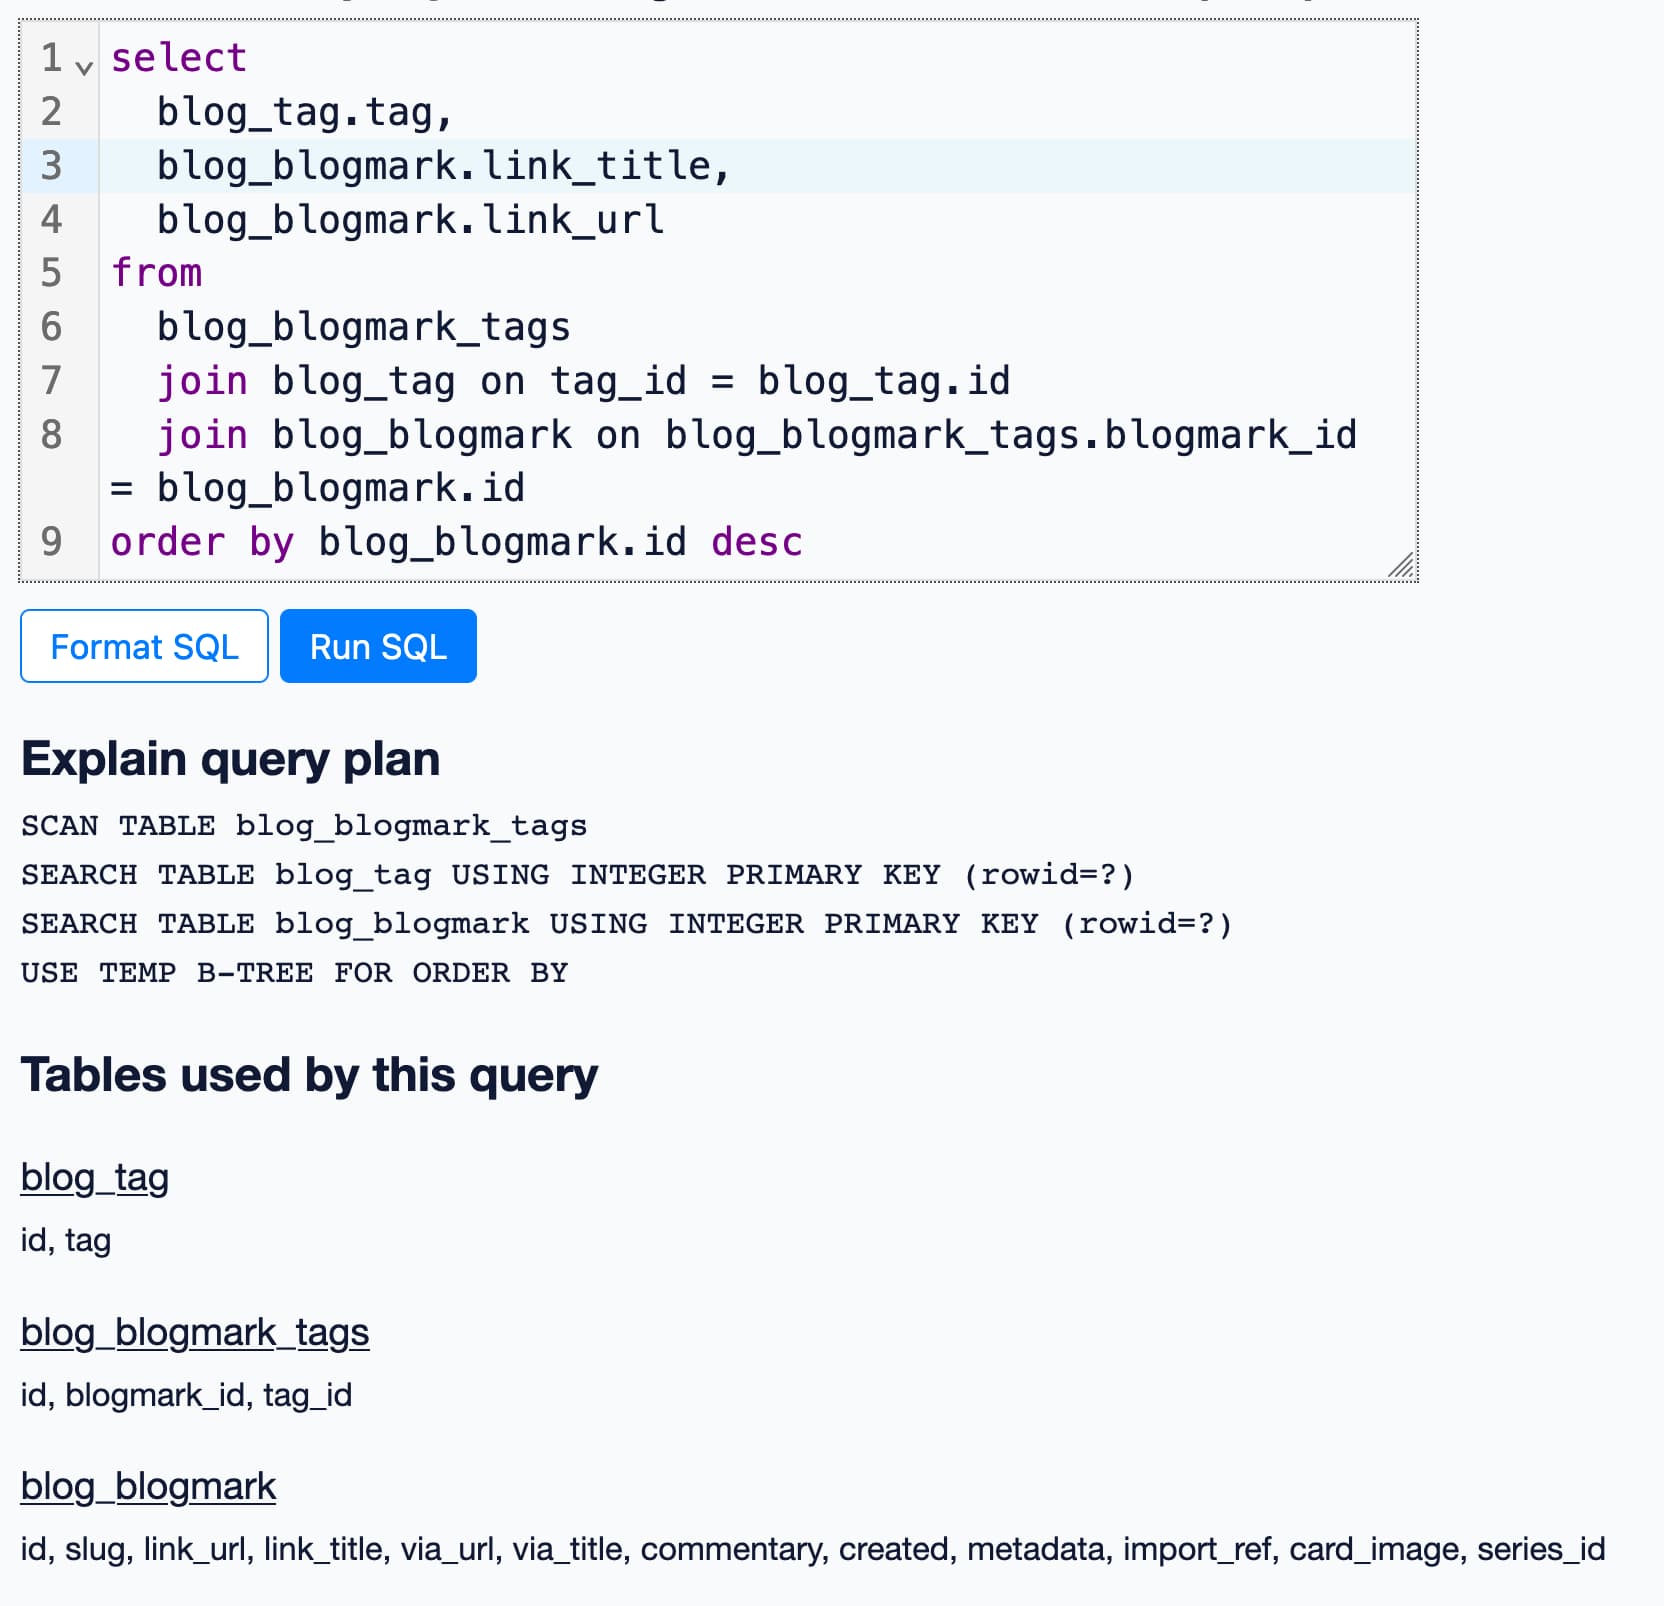 1 select
2 blog_tag.tag,
3 blog_blogmark.link_title,
4 blog_blogmark.link_url
5 from
6 blog_blogmark_tags
7 join blog_tag on tag_id = blog_tag.id
8 join blog_blogmark on blog_blogmark_tags.blogmark_id
= blog_blogmark.id
9 order by blog_blogmark.id desc
Format SQL Run SQL
Explain query plan
SCAN TABLE blog_blogmark_tags
SEARCH TABLE blog_tag USING INTEGER PRIMARY KEY (rowid=?)
SEARCH TABLE blog_blogmark USING INTEGER PRIMARY KEY (rowid=?)
USE TEMP B-TREE FOR ORDER BY
Tables used by this query
blog_tag
id, tag
blog_blogmark_tags
id, blogmark_id, tag_id
blog_blogmark
id, slug, link_url, link_title, via_url, via_title, commentary, created, metadata, import_ref, card_image, series_id